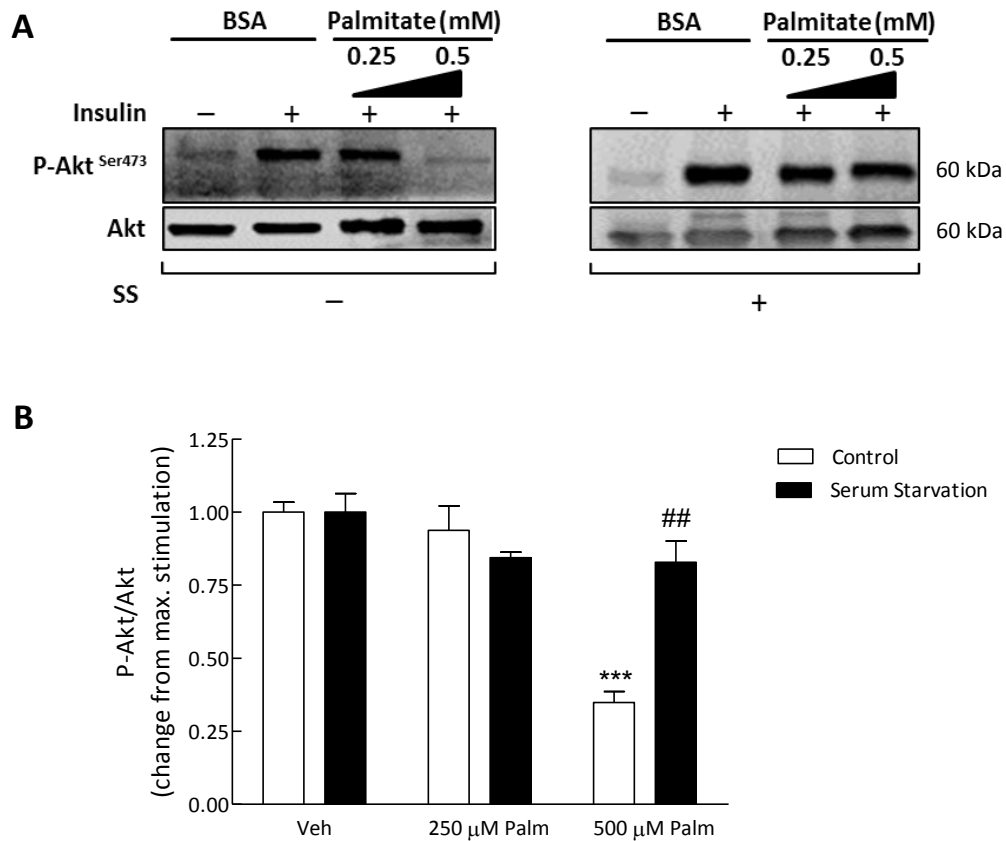 A
BSA Palmitate (mM) BSA Palmitate (mM)
0.25 0.5 0.25 0.5
Insulin – + + + – + + +
P-Akt Ser473 60 kDa
Akt 60 kDa
SS – +
B
1.25
1.00
0.75
0.50
0.25
0.00
P-Akt/Akt
(change from max. stimulation)
Control
Serum Starvation
##
***
Veh 250 μM Palm 500 μM Palm